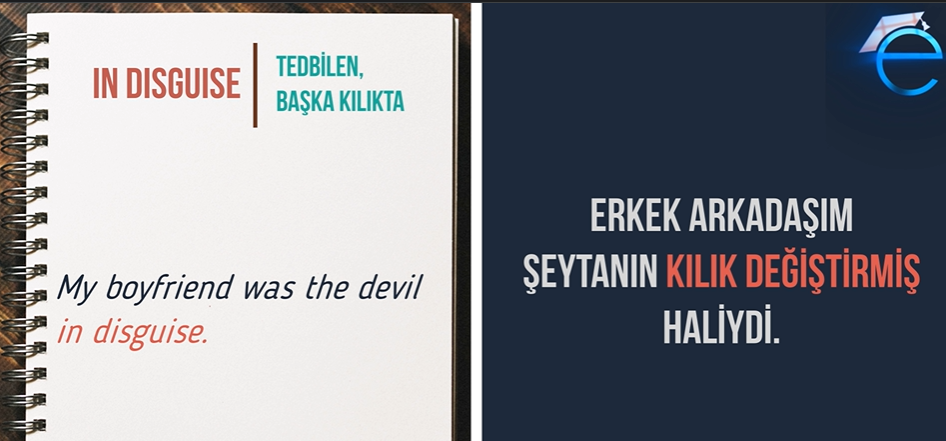 IN DISGUISE
TEDBİLEN,
BAŞKA KILIKTA
My boyfriend was the devil
in disguise.
e
ERKEK ARKADAŞIM
ŞEYTANIN KILIK DEĞİŞTİRMİŞ
HALİYDİ.